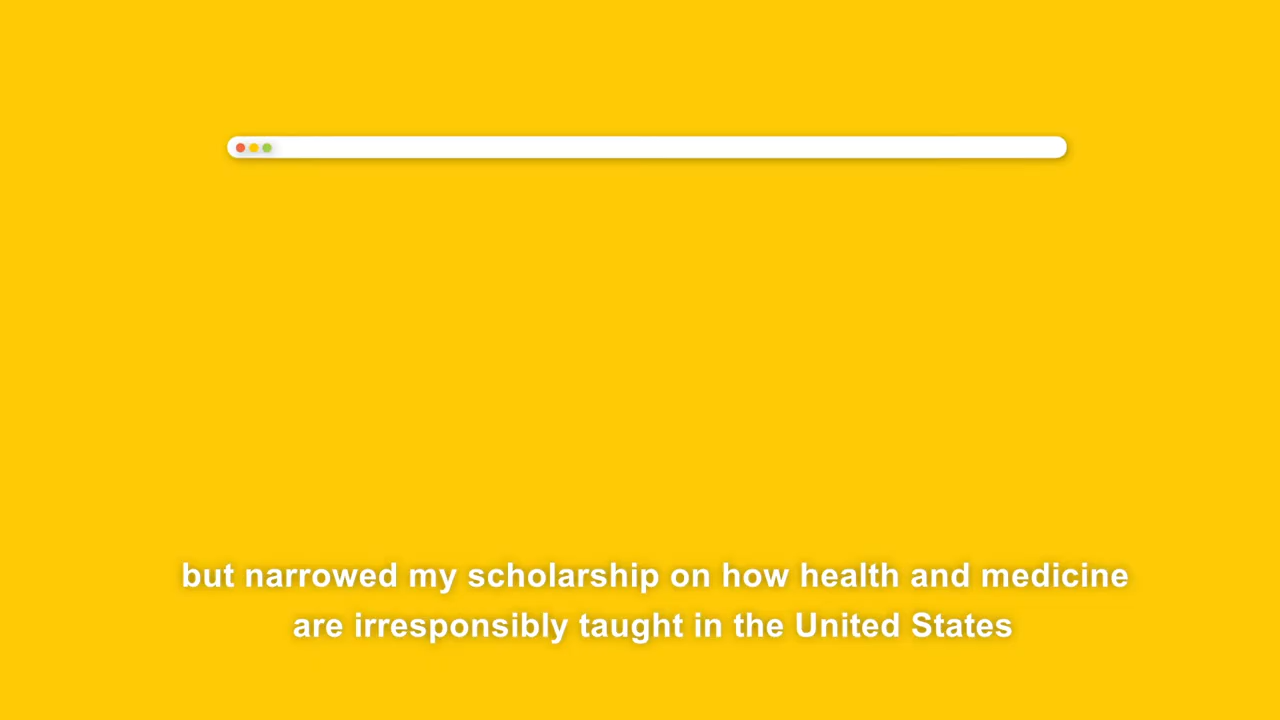 but narrowed my scholarship on how health and medicine
are irresponsibly taught in the United States